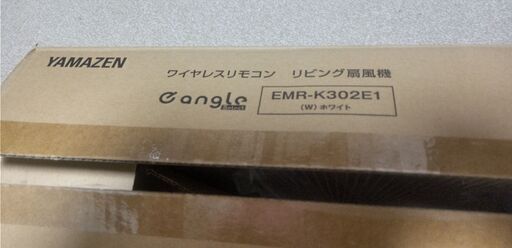 YAMAZEN
ワイヤレスリモコン リビング扇風機
e angle Select
EMR-K302E1
(W) ホワイト